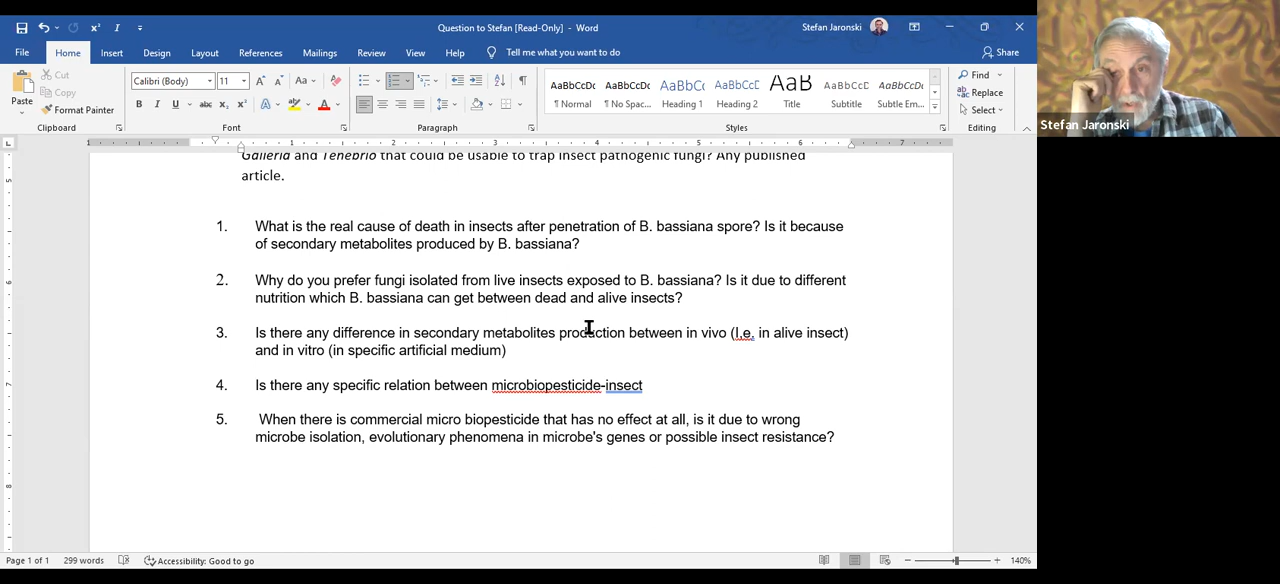 Question to Stefan [Read-Only] - Word
Stefan Jaronski
File Home Insert Design Layout References Mailings Review View Help Tell me what you want to do Share
Paste
Cut
Copy
Format Painter
Clipboard
Calibri (Body) 11
Font
Paragraph
AaBbCcDc AaBbCcDc AaBbCc AaBbCcD AaB AaBbCcD AaBbCcDc
¶ Normal ¶ No Spac... Heading 1 Heading 2 Title Subtitle Subtle Em...
Styles
Find
Replace
Select
Editing
Stefan Jaronski
Galleria and Tenebrio that could be usable to trap insect pathogenic fungi? Any published
article.
1. What is the real cause of death in insects after penetration of B. bassiana spore? Is it because
of secondary metabolites produced by B. bassiana?
2. Why do you prefer fungi isolated from live insects exposed to B. bassiana? Is it due to different
nutrition which B. bassiana can get between dead and alive insects?
3. Is there any difference in secondary metabolites production between in vivo (I.e. in alive insect)
and in vitro (in specific artificial medium)
4. Is there any specific relation between microbiopesticide-insect
5. When there is commercial micro biopesticide that has no effect at all, is it due to wrong
microbe isolation, evolutionary phenomena in microbe's genes or possible insect resistance?
Page 1 of 1 299 words Accessibility: Good to go 140%